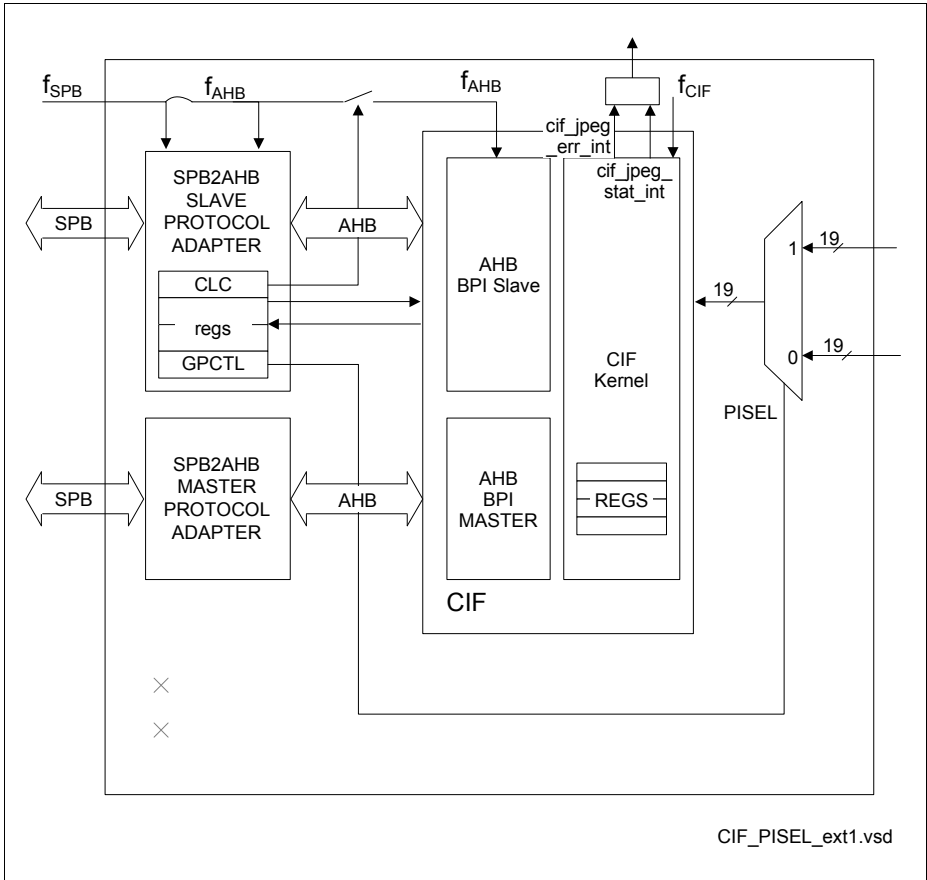 fSPB
fAHB
fAHB
fCIF
cif_jpeg
_err_int
cif_jpeg_
stat_int
SPB2AHB
SLAVE
PROTOCOL
ADAPTER
SPB
AHB
CLC
regs
GPCTL
AHB
BPI Slave
CIF
Kernel
19
1
19
0
19
PISEL
SPB2AHB
MASTER
PROTOCOL
ADAPTER
SPB
AHB
AHB
BPI
MASTER
REGS
CIF
CIF_PISEL_ext1.vsd